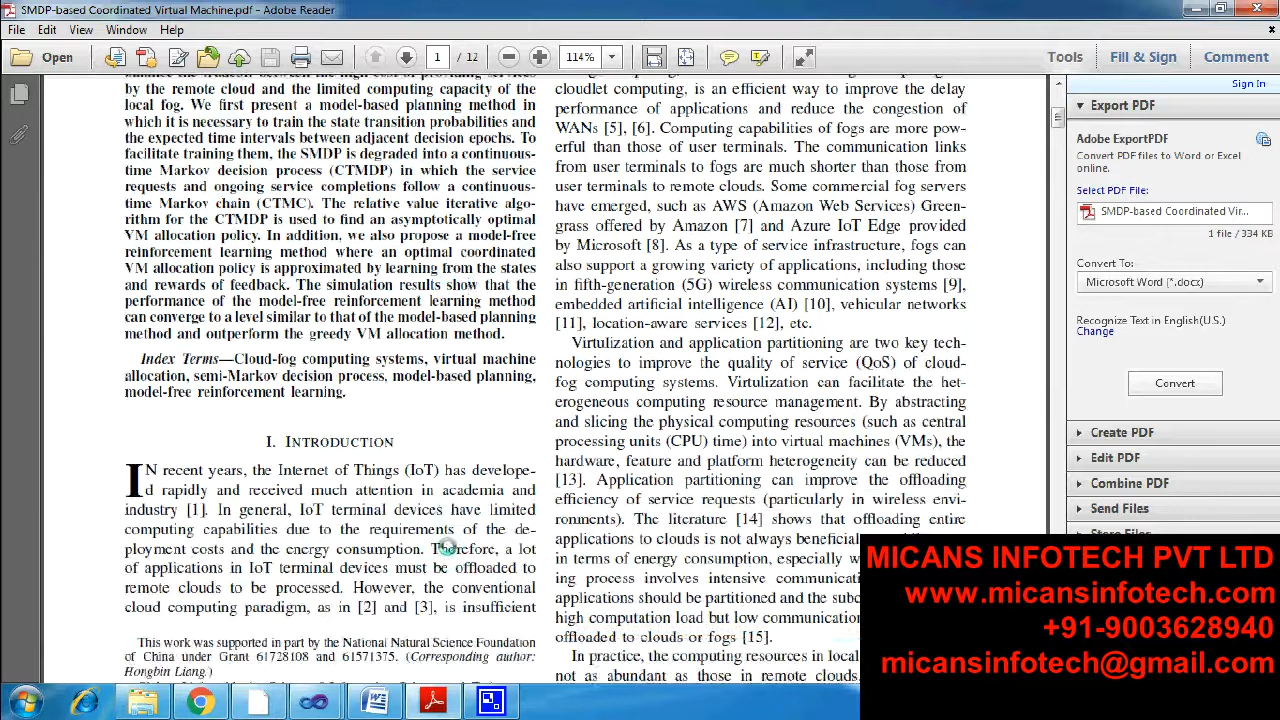 SMDP-based Coordinated Virtual Machine.pdf - Adobe Reader
File Edit View Window Help
Open 1 / 12 114% Tools Fill & Sign Comment
by the remote cloud and the limited computing capacity of the
local fog. We first present a model-based planning method in
which it is necessary to train the state transition probabilities and
the expected time intervals between adjacent decision epochs. To
facilitate training them, the SMDP is degraded into a continuous-
time Markov decision process (CTMDP) in which the service
requests and ongoing service completions follow a continuous-
time Markov chain (CTMC). The relative value iterative algo-
rithm for the CTMDP is used to find an asymptotically optimal
VM allocation policy. In addition, we also propose a model-free
reinforcement learning method where an optimal coordinated
VM allocation policy is approximated by learning from the states
and rewards of feedback. The simulation results show that the
performance of the model-free reinforcement learning method
can converge to a level similar to that of the model-based planning
method and outperform the greedy VM allocation method.
Index Terms—Cloud-fog computing systems, virtual machine
allocation, semi-Markov decision process, model-based planning,
model-free reinforcement learning.
I. INTRODUCTION
IN recent years, the Internet of Things (IoT) has develope-
d rapidly and received much attention in academia and
industry [1]. In general, IoT terminal devices have limited
computing capabilities due to the requirements of the de-
ployment costs and the energy consumption. Therefore, a lot
of applications in IoT terminal devices must be offloaded to
remote clouds to be processed. However, the conventional
cloud computing paradigm, as in [2] and [3], is insufficient
This work was supported in part by the National Natural Science Foundation
of China under Grant 61728108 and 61571375. (Corresponding author:
Hongbin Liang.)
cloudlet computing, is an efficient way to improve the delay
performance of applications and reduce the congestion of
WANs [5], [6]. Computing capabilities of fogs are more pow-
erful than those of user terminals. The communication links
from user terminals to fogs are much shorter than those from
user terminals to remote clouds. Some commercial fog servers
have emerged, such as AWS (Amazon Web Services) Green-
grass offered by Amazon [7] and Azure IoT Edge provided
by Microsoft [8]. As a type of service infrastructure, fogs can
also support a growing variety of applications, including those
in fifth-generation (5G) wireless communication systems [9],
embedded artificial intelligence (AI) [10], vehicular networks
[11], location-aware services [12], etc.
Virtulization and application partitioning are two key tech-
nologies to improve the quality of service (QoS) of cloud-
fog computing systems. Virtulization can facilitate the het-
erogeneous computing resource management. By abstracting
and slicing the physical computing resources (such as central
processing units (CPU) time) into virtual machines (VMs), the
hardware, feature and platform heterogeneity can be reduced
[13]. Application partitioning can improve the offloading
efficiency of service requests (particularly in wireless envi-
ronments). The literature [14] shows that offloading entire
applications to clouds is not always beneficial
in terms of energy consumption, especially w
ing process involves intensive communicati
applications should be partitioned and the subc
high computation load but low communication
offloaded to clouds or fogs [15].
In practice, the computing resources in local
not as abundant as those in remote clouds.
Sign In
Export PDF
Adobe ExportPDF
Convert PDF files to Word or Excel
online.
Select PDF File:
SMDP-based Coordinated Vir...
1 file / 334 KB
Convert To:
Microsoft Word (*.docx)
Recognize Text in English(U.S.)
Change
Convert
Create PDF
Edit PDF
Combine PDF
Send Files
MICANS INFOTECH PVT LTD
www.micansinfotech.com
+91-9003628940
micansinfotech@gmail.com